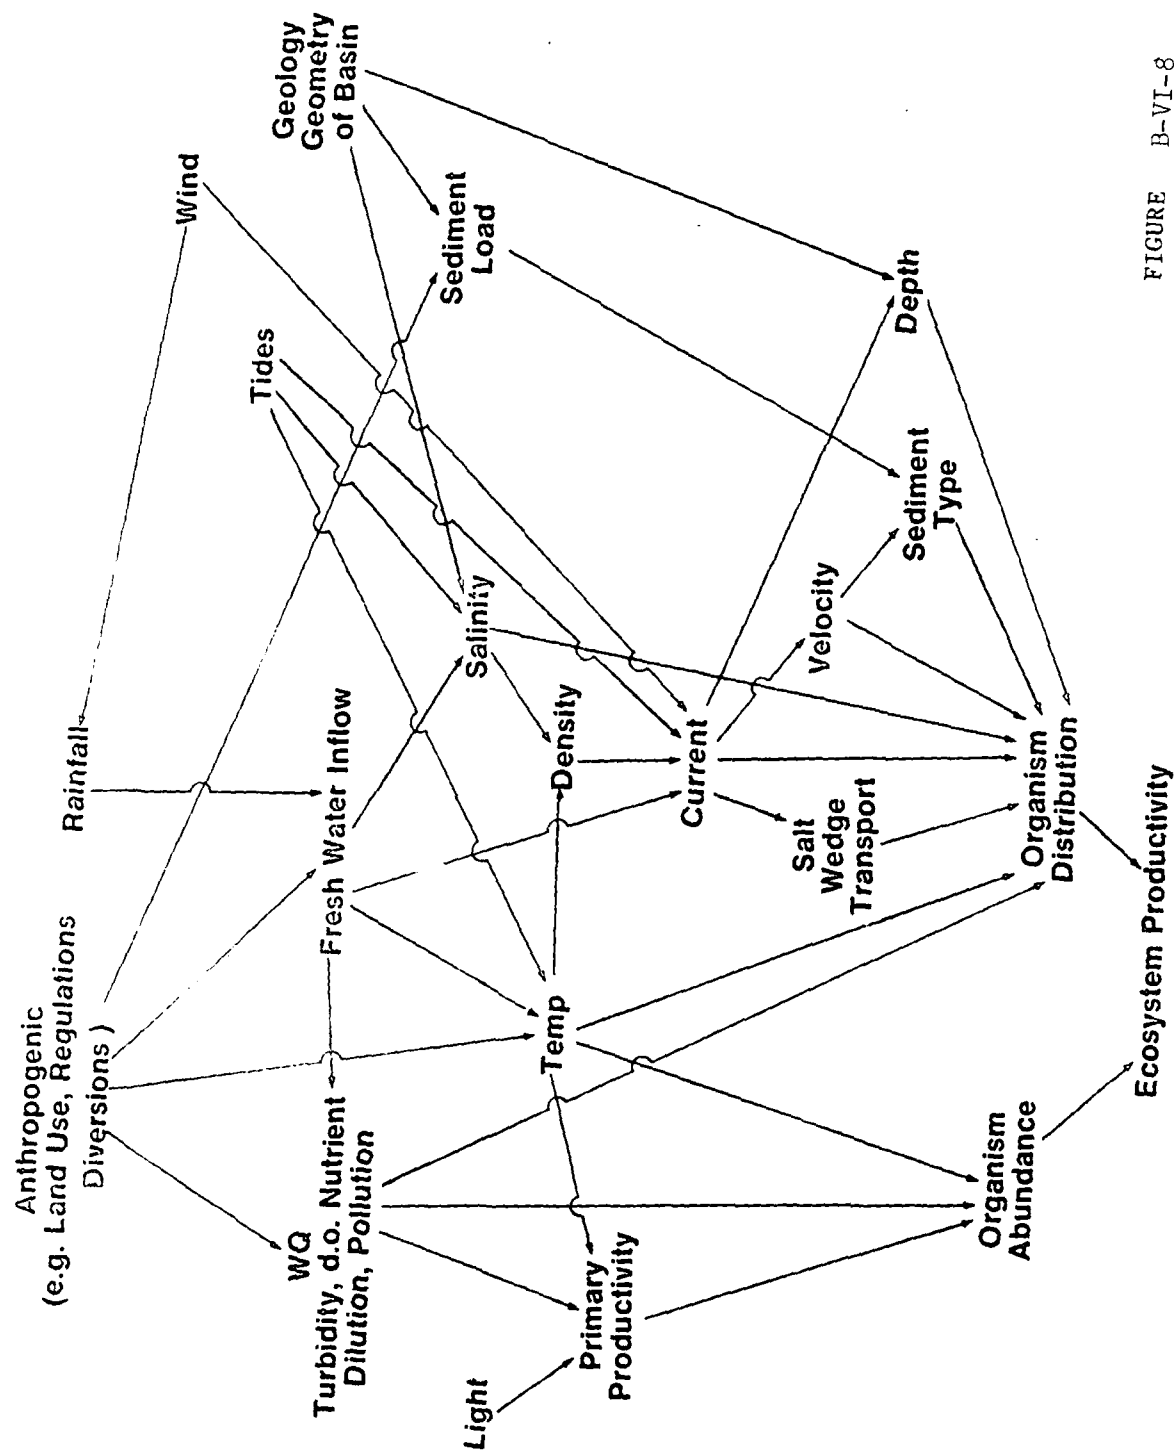 Anthropogenic
(e.g. Land Use, Regulations
Diversions )
Rainfall
Wind
Tides
Geology
Geometry
of Basin
WQ
Turbidity, d.o. Nutrient
Dilution, Pollution
Fresh Water Inflow
Salinity
Sediment
Load
Light
Primary
Productivity
Temp
Density
Current
Salt
Wedge
Transport
Velocity
Sediment
Type
Depth
Organism
Abundance
Organism
Distribution
Ecosystem Productivity
FIGURE B-VI-8